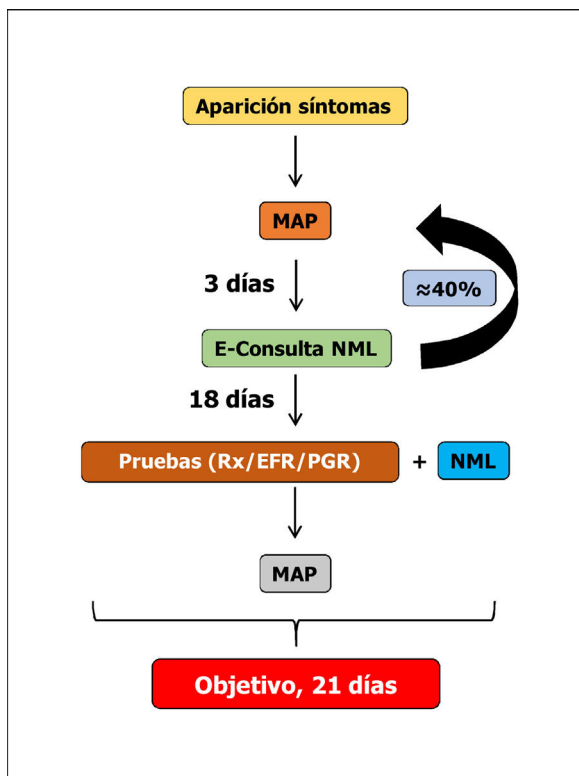 Aparición síntomas
MAP
3 días
≈40%
E-Consulta NML
18 días
Pruebas (Rx/EFR/PGR) + NML
MAP
Objetivo, 21 días